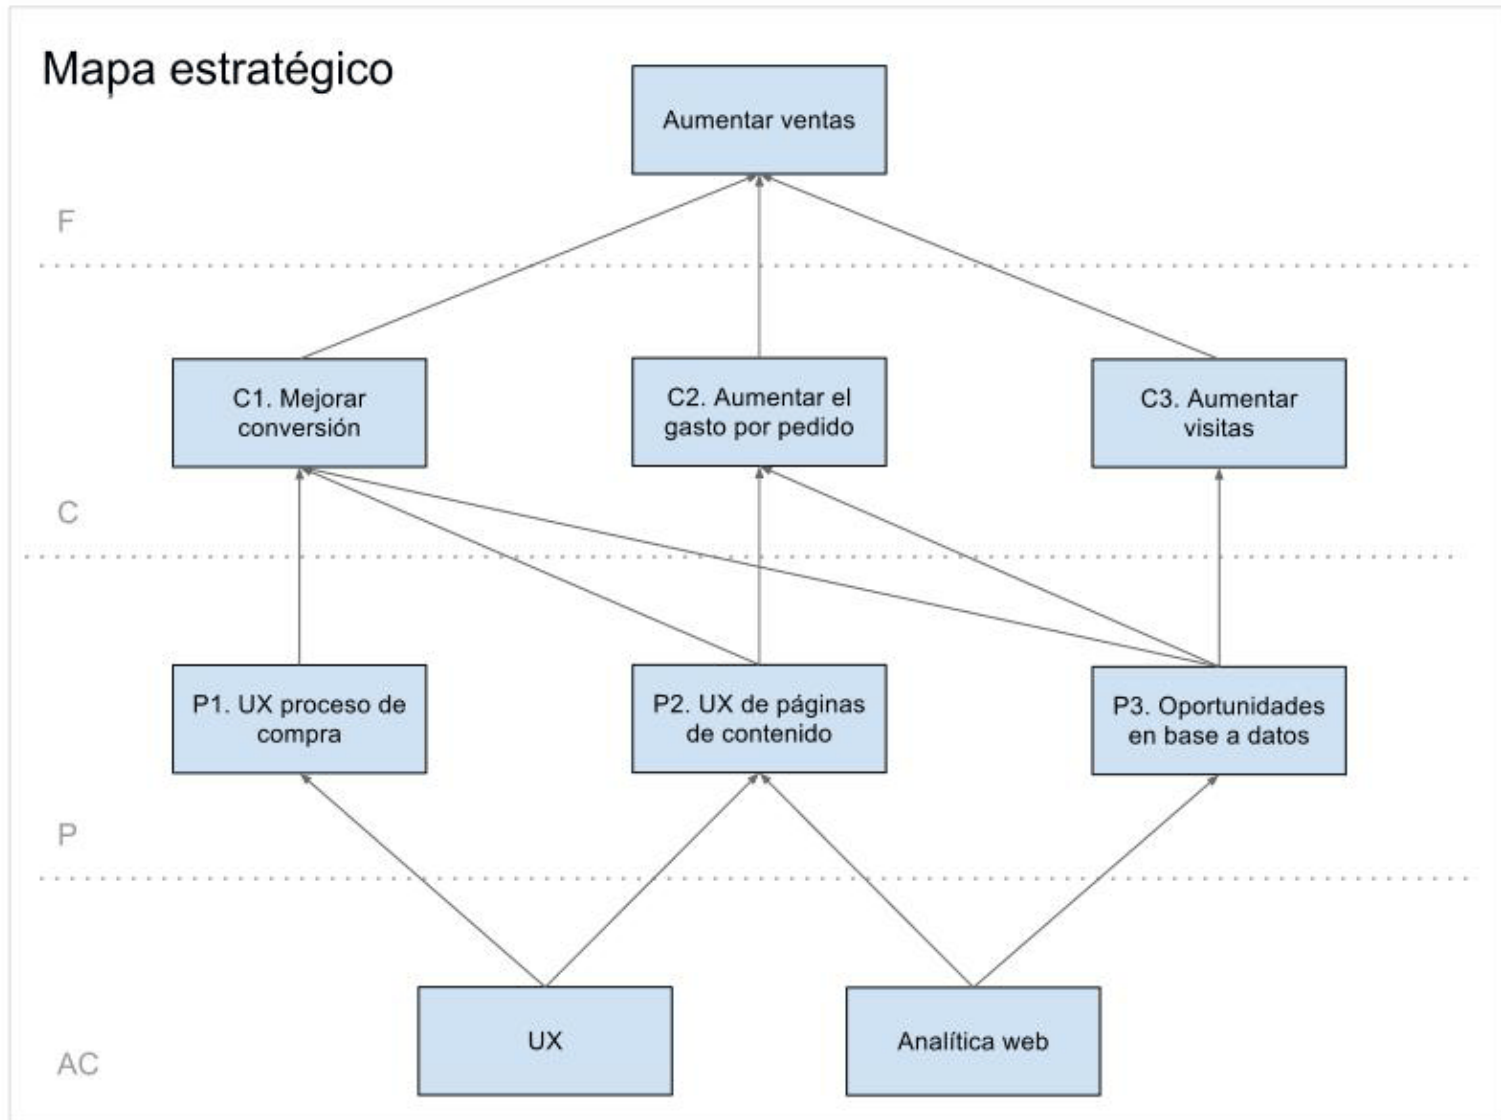 Mapa estratégico
Aumentar ventas
F
C1. Mejorar
conversión
C2. Aumentar el
gasto por pedido
C3. Aumentar
visitas
C
P1. UX proceso de
compra
P2. UX de páginas
de contenido
P3. Oportunidades
en base a datos
P
UX
Analítica web
AC